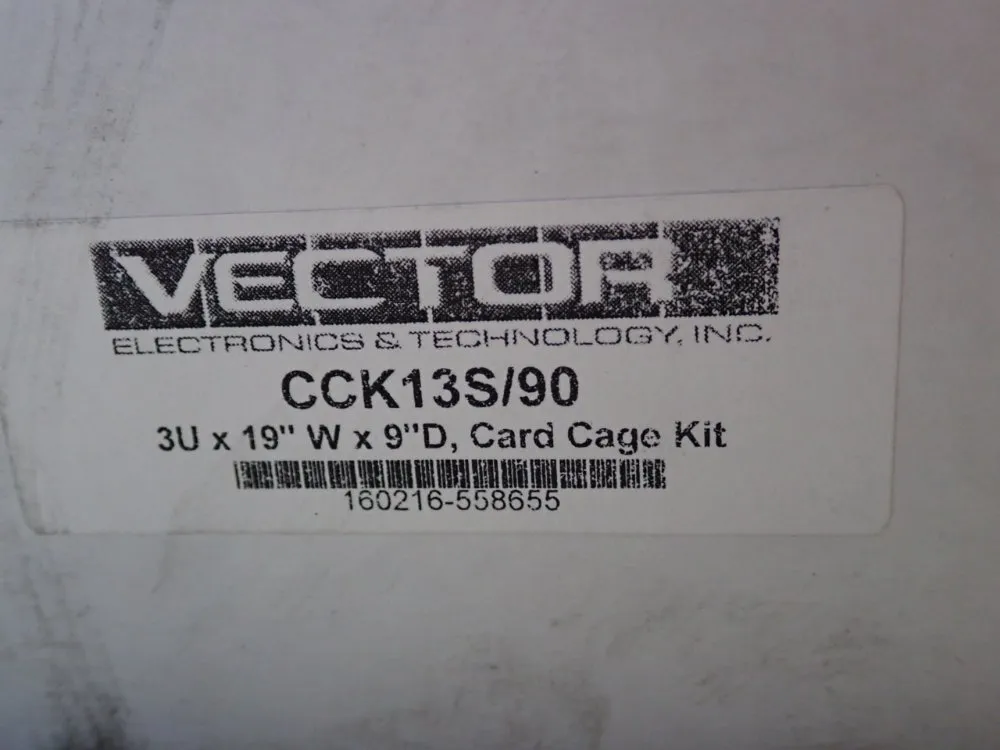 VECTOR
ELECTRONICS & TECHNOLOGY, INC.
CCK13S/90
3U x 19" W x 9"D, Card Cage Kit
160216-558655